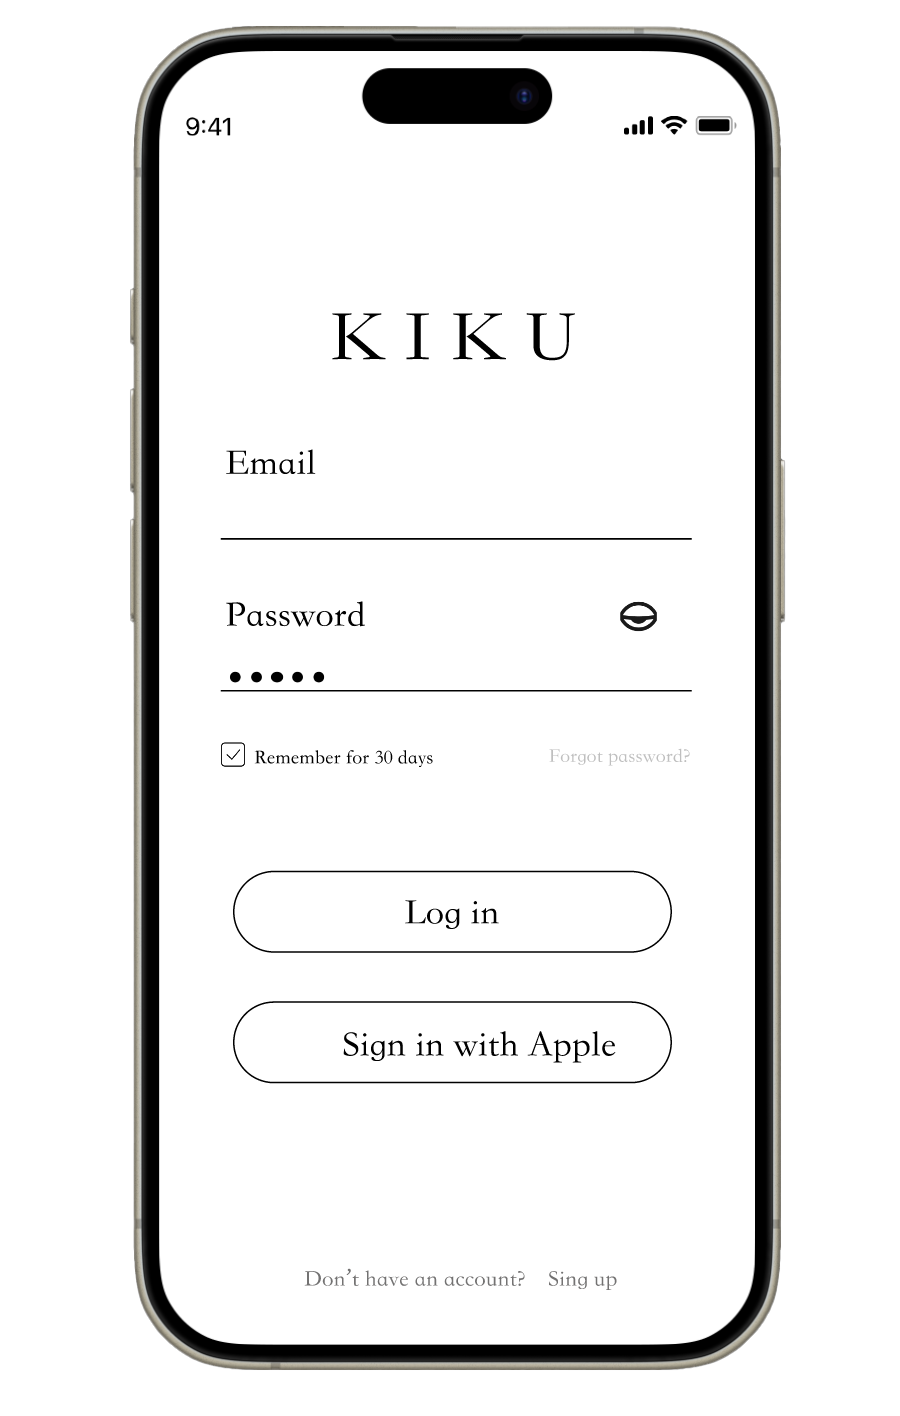 9:41
KIKU
Email
Password
Remember for 30 days
Forgot password?
Log in
Sign in with Apple
Don't have an account? Sing up